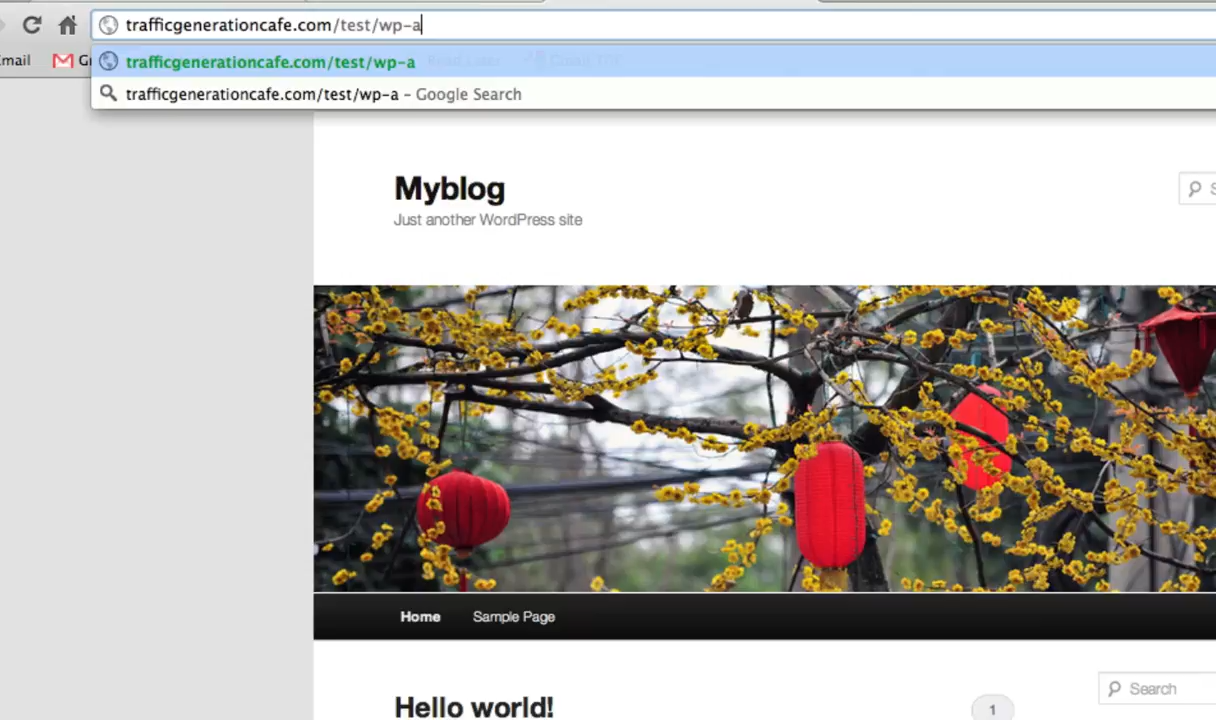 trafficgenerationcafe.com/test/wp-a
mail
trafficgenerationcafe.com/test/wp-a
trafficgenerationcafe.com/test/wp-a – Google Search
Myblog
Just another WordPress site
Home Sample Page
Hello world!
1
Search